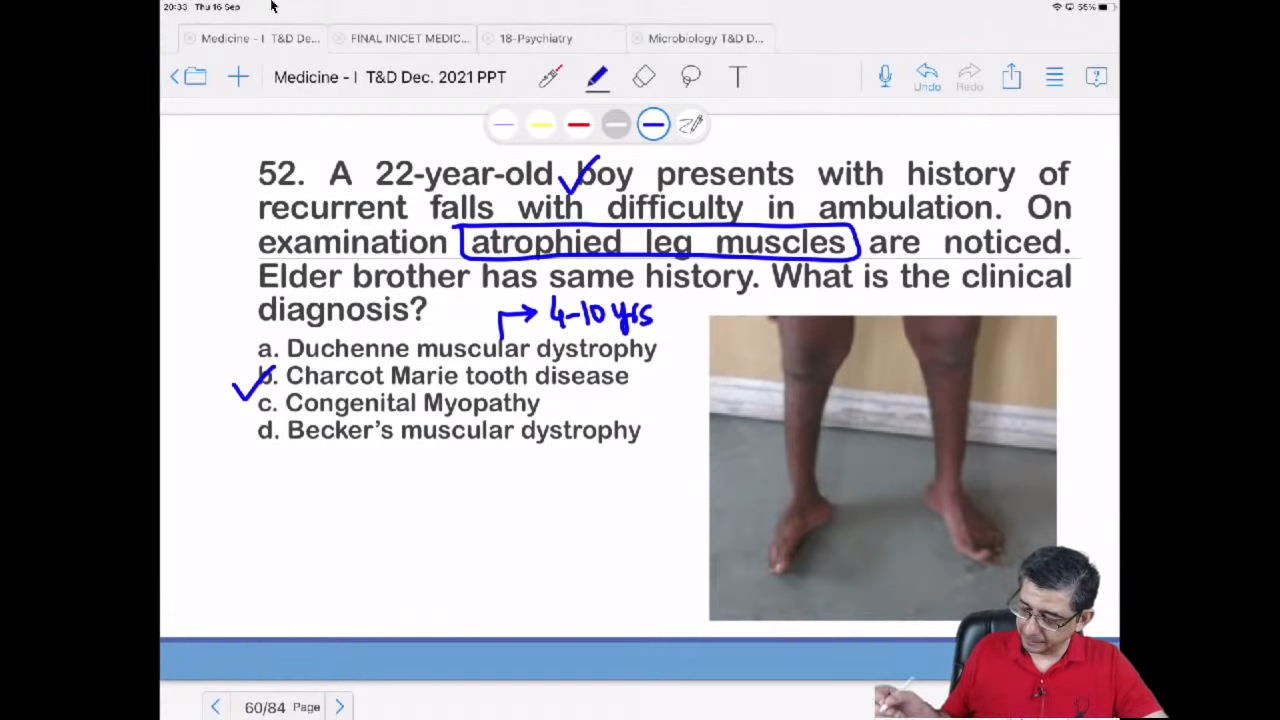 20:33 Thu 16 Sep
55%
Medicine - I T&D De...
FINAL INICET MEDIC...
18-Psychiatry
Microbiology T&D D...
Medicine - I T&D Dec. 2021 PPT
T
Undo
Redo
?
52. A 22-year-old boy presents with history of
recurrent falls with difficulty in ambulation. On
examination atrophied leg muscles are noticed.
Elder brother has same history. What is the clinical
diagnosis?
4-10 yrs
a. Duchenne muscular dystrophy
b. Charcot Marie tooth disease
c. Congenital Myopathy
d. Becker's muscular dystrophy
60/84 Page